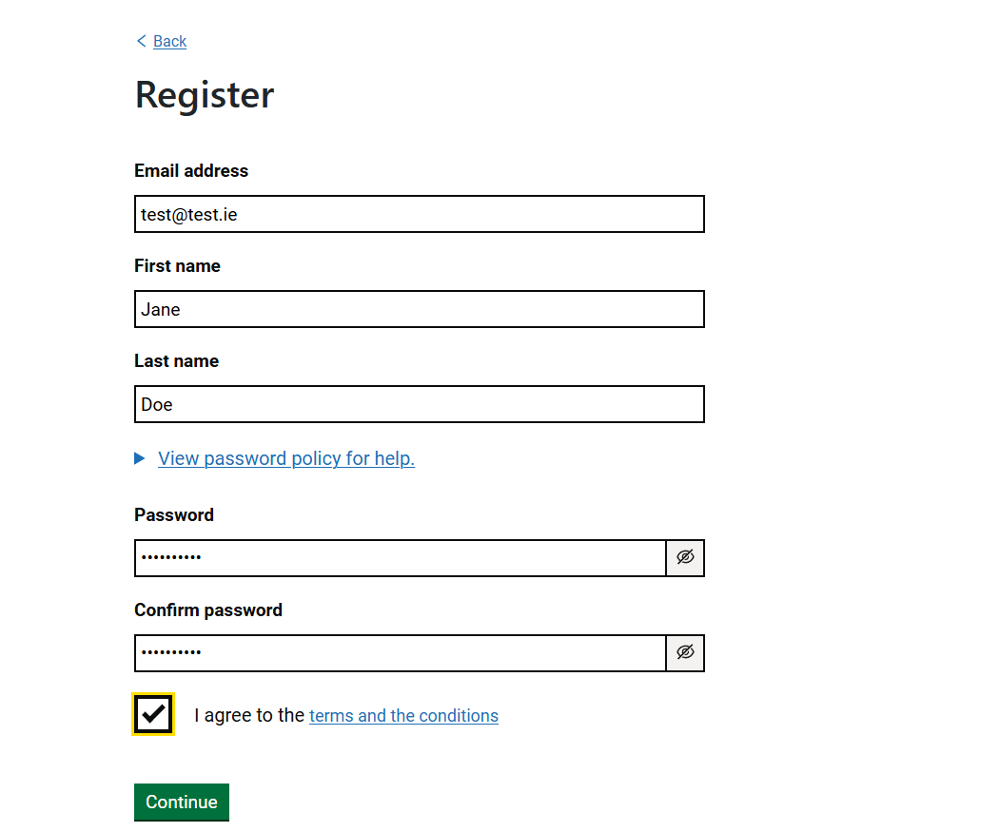 Back
Register
Email address
test@test.ie
First name
Jane
Last name
Doe
View password policy for help.
Password
••••••••••
Confirm password
••••••••••
I agree to the terms and the conditions
Continue